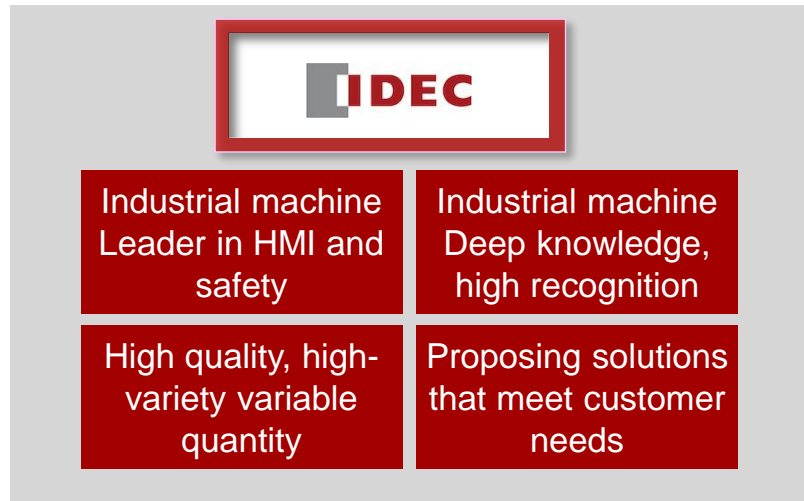 IDEC
Industrial machine
Leader in HMI and
safety
Industrial machine
Deep knowledge,
high recognition
High quality, high-
variety variable
quantity
Proposing solutions
that meet customer
needs